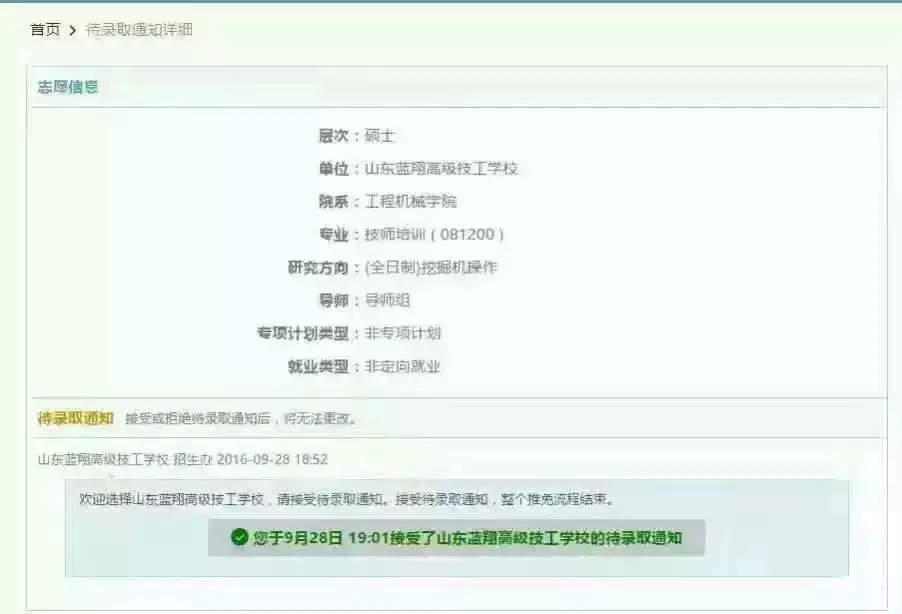 首页 > 待录取通知详细
志愿信息
层次：硕士
单位：山东蓝翔高级技工学校
院系：工程机械学院
专业：技师培训 ( 081200 )
研究方向：(全日制)挖掘机操作
导师：导师组
专项计划类型：非专项计划
就业类型：非定向就业
待录取通知 接受或拒绝待录取通知后，将无法更改。
山东蓝翔高级技工学校 招生办 2016-09-28 18:52
欢迎选择山东蓝翔高级技工学校，请接受待录取通知。接受待录取通知，整个推免流程结束。
您于9月28日 19:01接受了山东蓝翔高级技工学校的待录取通知